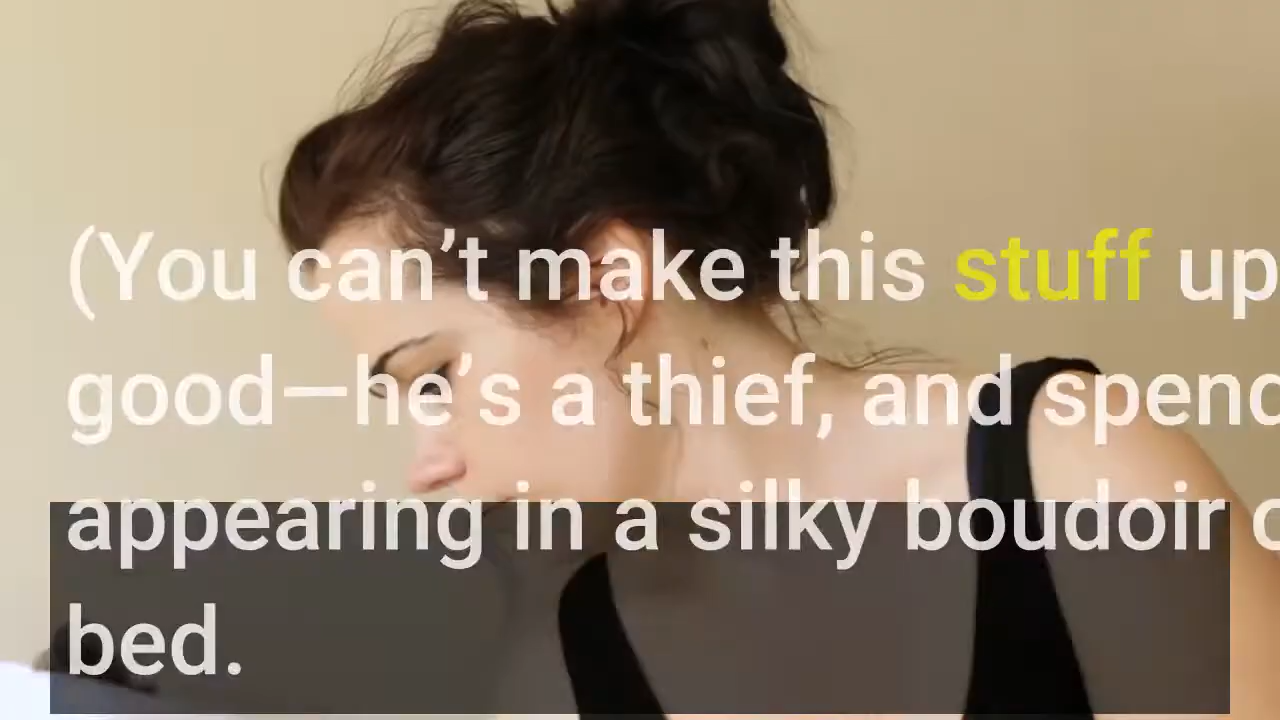 (You can’t make this stuff up
good—he’s a thief, and spend
appearing in a silky boudoir
bed.